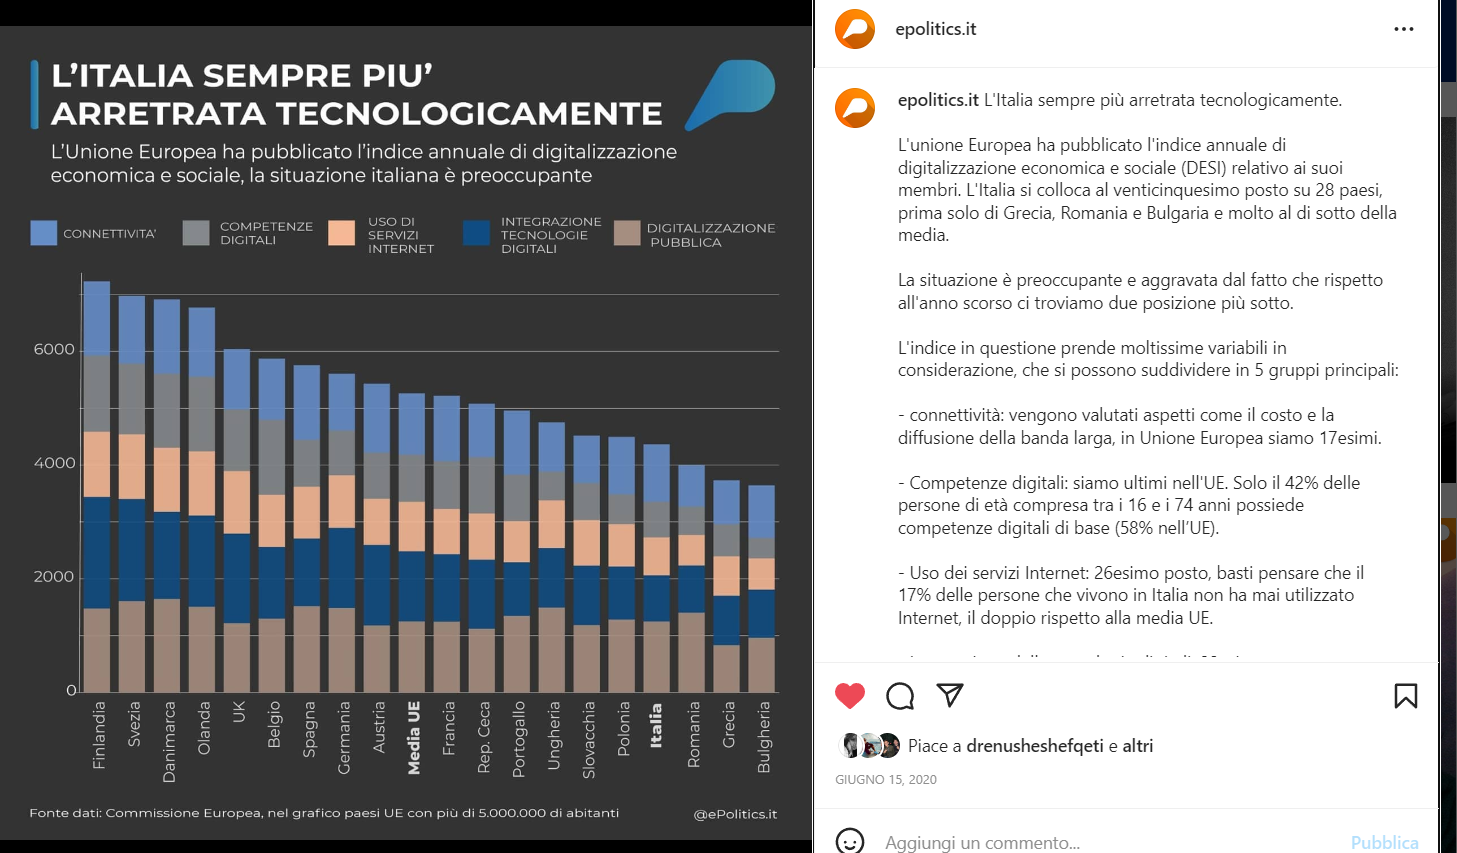 L’ITALIA SEMPRE PIU’
ARRETRATA TECNOLOGICAMENTE
L’Unione Europea ha pubblicato l’indice annuale di digitalizzazione
economica e sociale, la situazione italiana è preoccupante
CONNETTIVITA’
COMPETENZE
DIGITALI
USO DI
SERVIZI
INTERNET
INTEGRAZIONE
TECNOLOGIE
DIGITALI
DIGITALIZZAZIONE
PUBBLICA
6000
4000
2000
0
Finlandia
Svezia
Danimarca
Olanda
UK
Belgio
Spagna
Germania
Austria
Media UE
Francia
Rep. Ceca
Portogallo
Ungheria
Slovacchia
Polonia
Italia
Romania
Grecia
Bulgheria
Fonte dati: Commissione Europea, nel grafico paesi UE con più di 5.000.000 di abitanti
@ePolitics.it
epolitics.it
epolitics.it L'Italia sempre più arretrata tecnologicamente.
L'unione Europea ha pubblicato l'indice annuale di
digitalizzazione economica e sociale (DESI) relativo ai suoi
membri. L'Italia si colloca al venticinquesimo posto su 28 paesi,
prima solo di Grecia, Romania e Bulgaria e molto al di sotto della
media.
La situazione è preoccupante e aggravata dal fatto che rispetto
all'anno scorso ci troviamo due posizione più sotto.
L'indice in questione prende moltissime variabili in
considerazione, che si possono suddividere in 5 gruppi principali:
- connettività: vengono valutati aspetti come il costo e la
diffusione della banda larga, in Unione Europea siamo 17esimi.
- Competenze digitali: siamo ultimi nell'UE. Solo il 42% delle
persone di età compresa tra i 16 e i 74 anni possiede
competenze digitali di base (58% nell’UE).
- Uso dei servizi Internet: 26esimo posto, basti pensare che il
17% delle persone che vivono in Italia non ha mai utilizzato
Internet, il doppio rispetto alla media UE.
Piace a drenusheshefqeti e altri
GIUGNO 15, 2020
Aggiungi un commento...
Pubblica